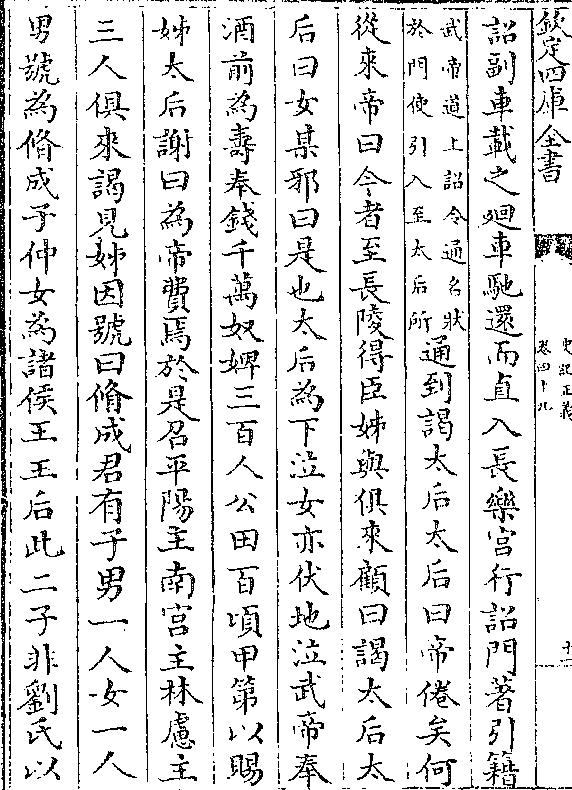 欽定四庫全書
史記正義
卷四十九
十一
詔副車載之廻車馳還而直入長樂宮行詔門著引籍
武帝道上詔令通名狀
於門使引入至太后所
通到謁太后太后曰帝倦矣何
從來帝曰今者至長陵得臣姊與俱來顧曰謁太后太
后曰女某邪曰是也太后為下泣女亦伏地泣武帝奉
酒前為壽奉錢千萬奴婢三百人公田百頃甲第以賜
姊太后謝曰為帝費焉於是召平陽主南宮主林慮主
三人俱來謁見姊因號曰脩成君有子男一人女一人
男號為脩成子仲女為諸侯王王后此二子非劉氏以